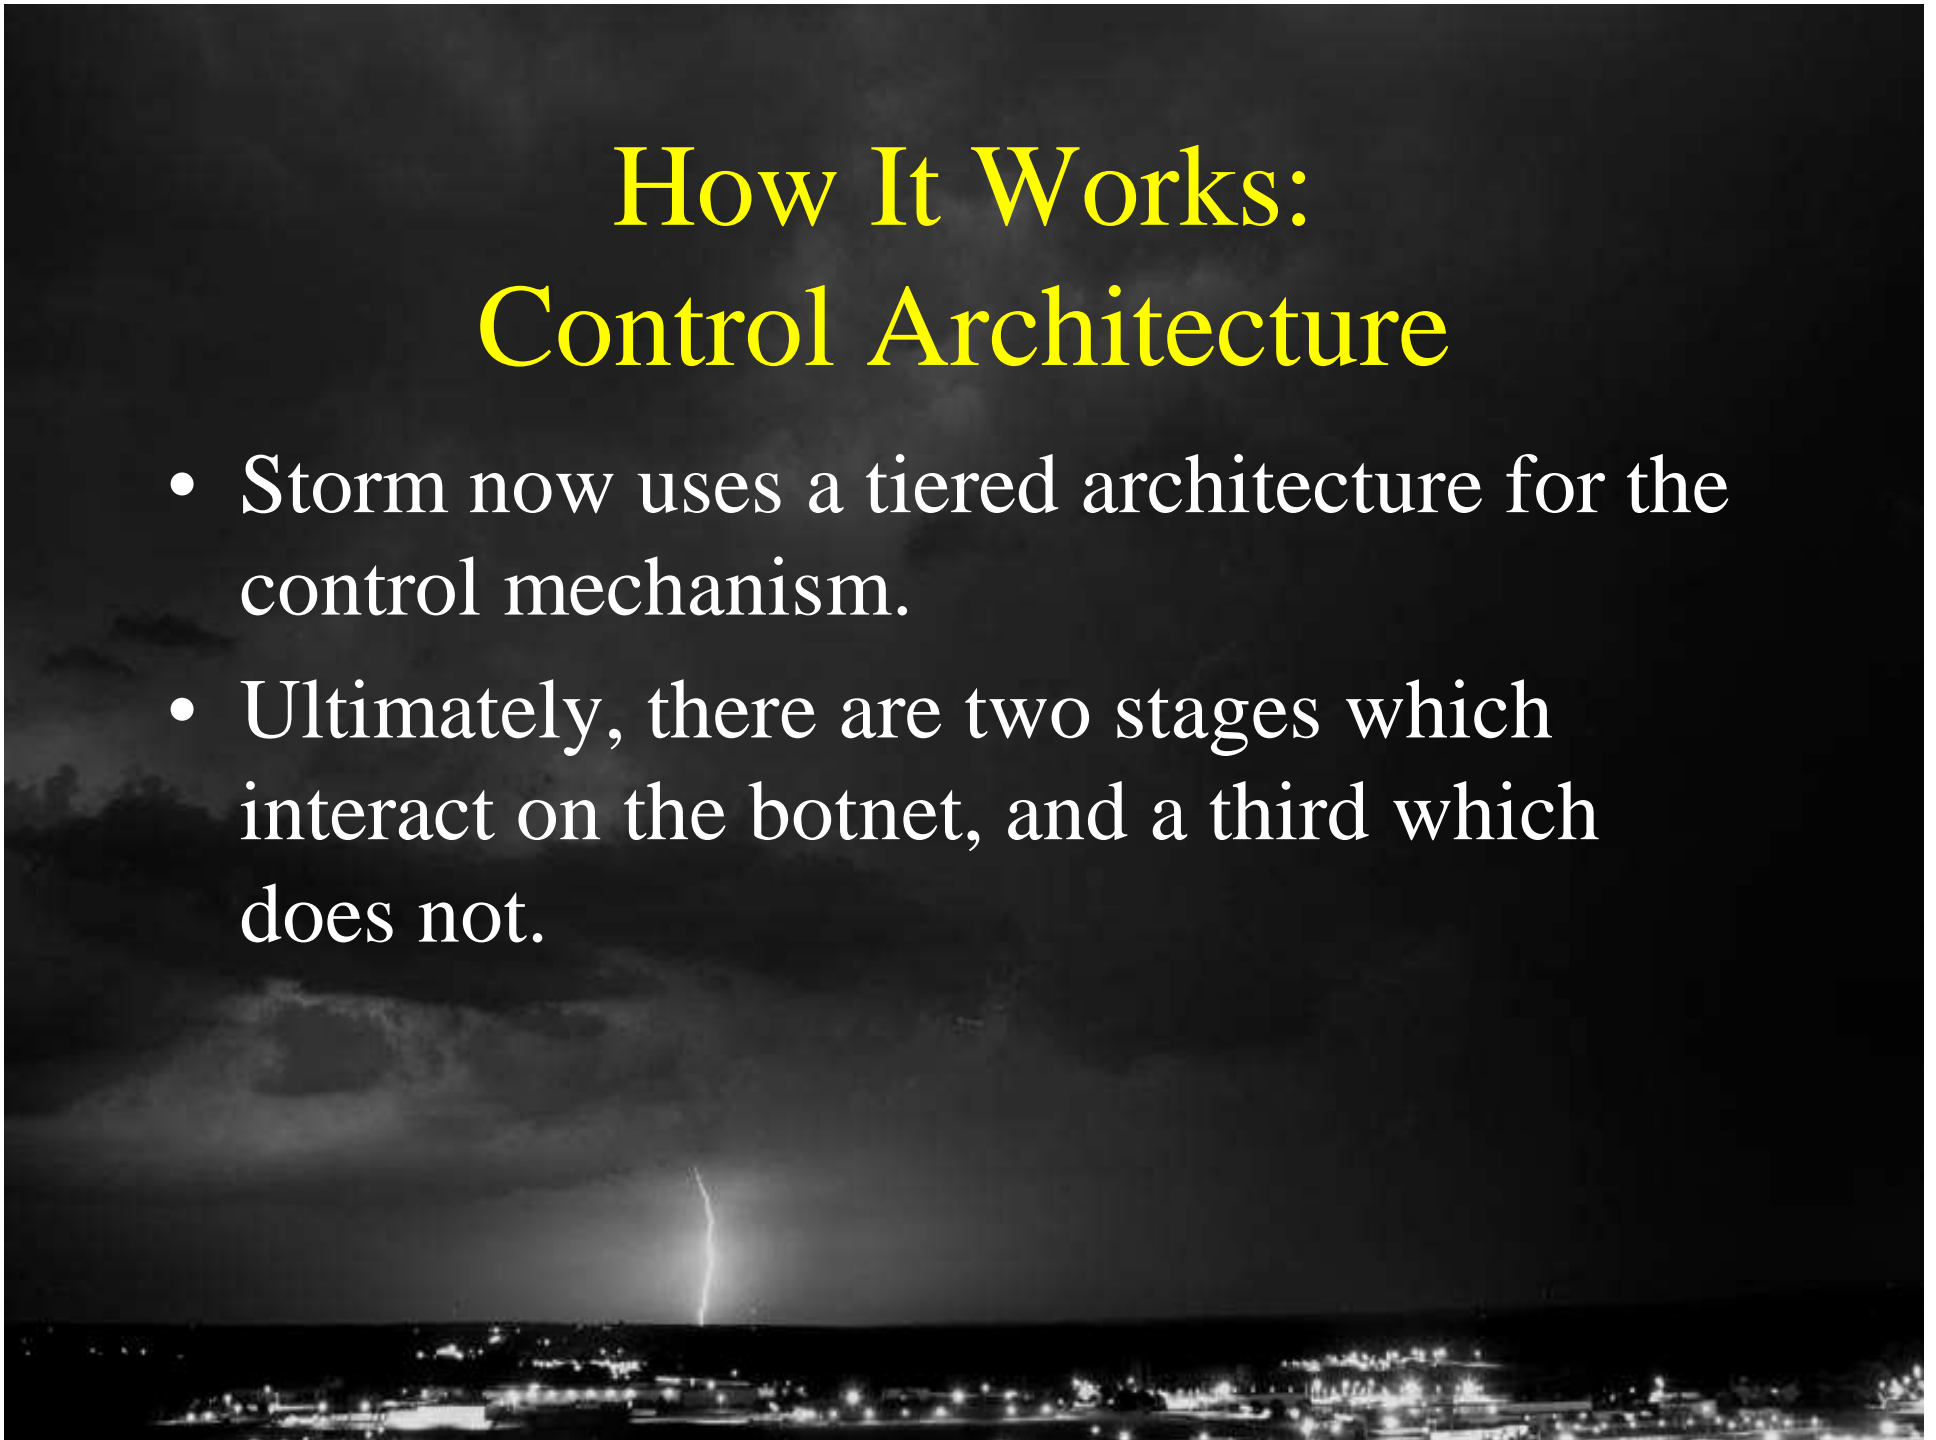 How It Works:
Control Architecture
• Storm now uses a tiered architecture for the
control mechanism.
• Ultimately, there are two stages which
interact on the botnet, and a third which
does not.